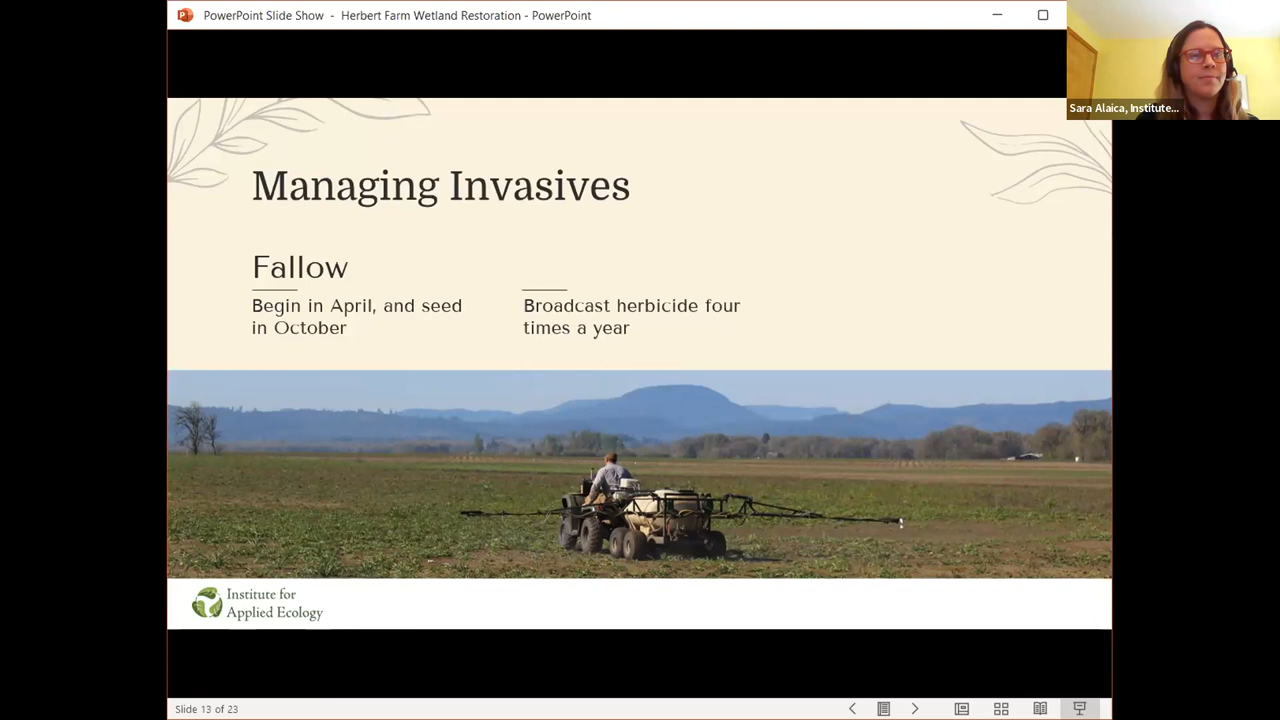 PowerPoint Slide Show - Herbert Farm Wetland Restoration - PowerPoint
Sara Alaica, Institute...
Managing Invasives
Fallow
Begin in April, and seed
in October
Broadcast herbicide four
times a year
Institute for
Applied Ecology
Slide 13 of 23